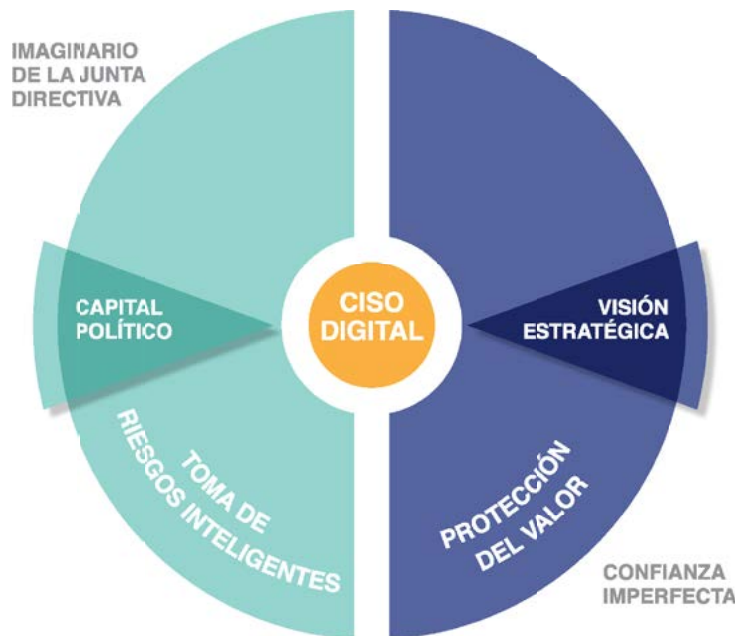 IMAGINARIO
DE LA JUNTA
DIRECTIVA
CAPITAL
POLÍTICO
CISO
DIGITAL
VISIÓN
ESTRATÉGICA
TOMA DE
RIESGOS INTELIGENTES
PROTECCIÓN
DEL VALOR
CONFIANZA
IMPERFECTA